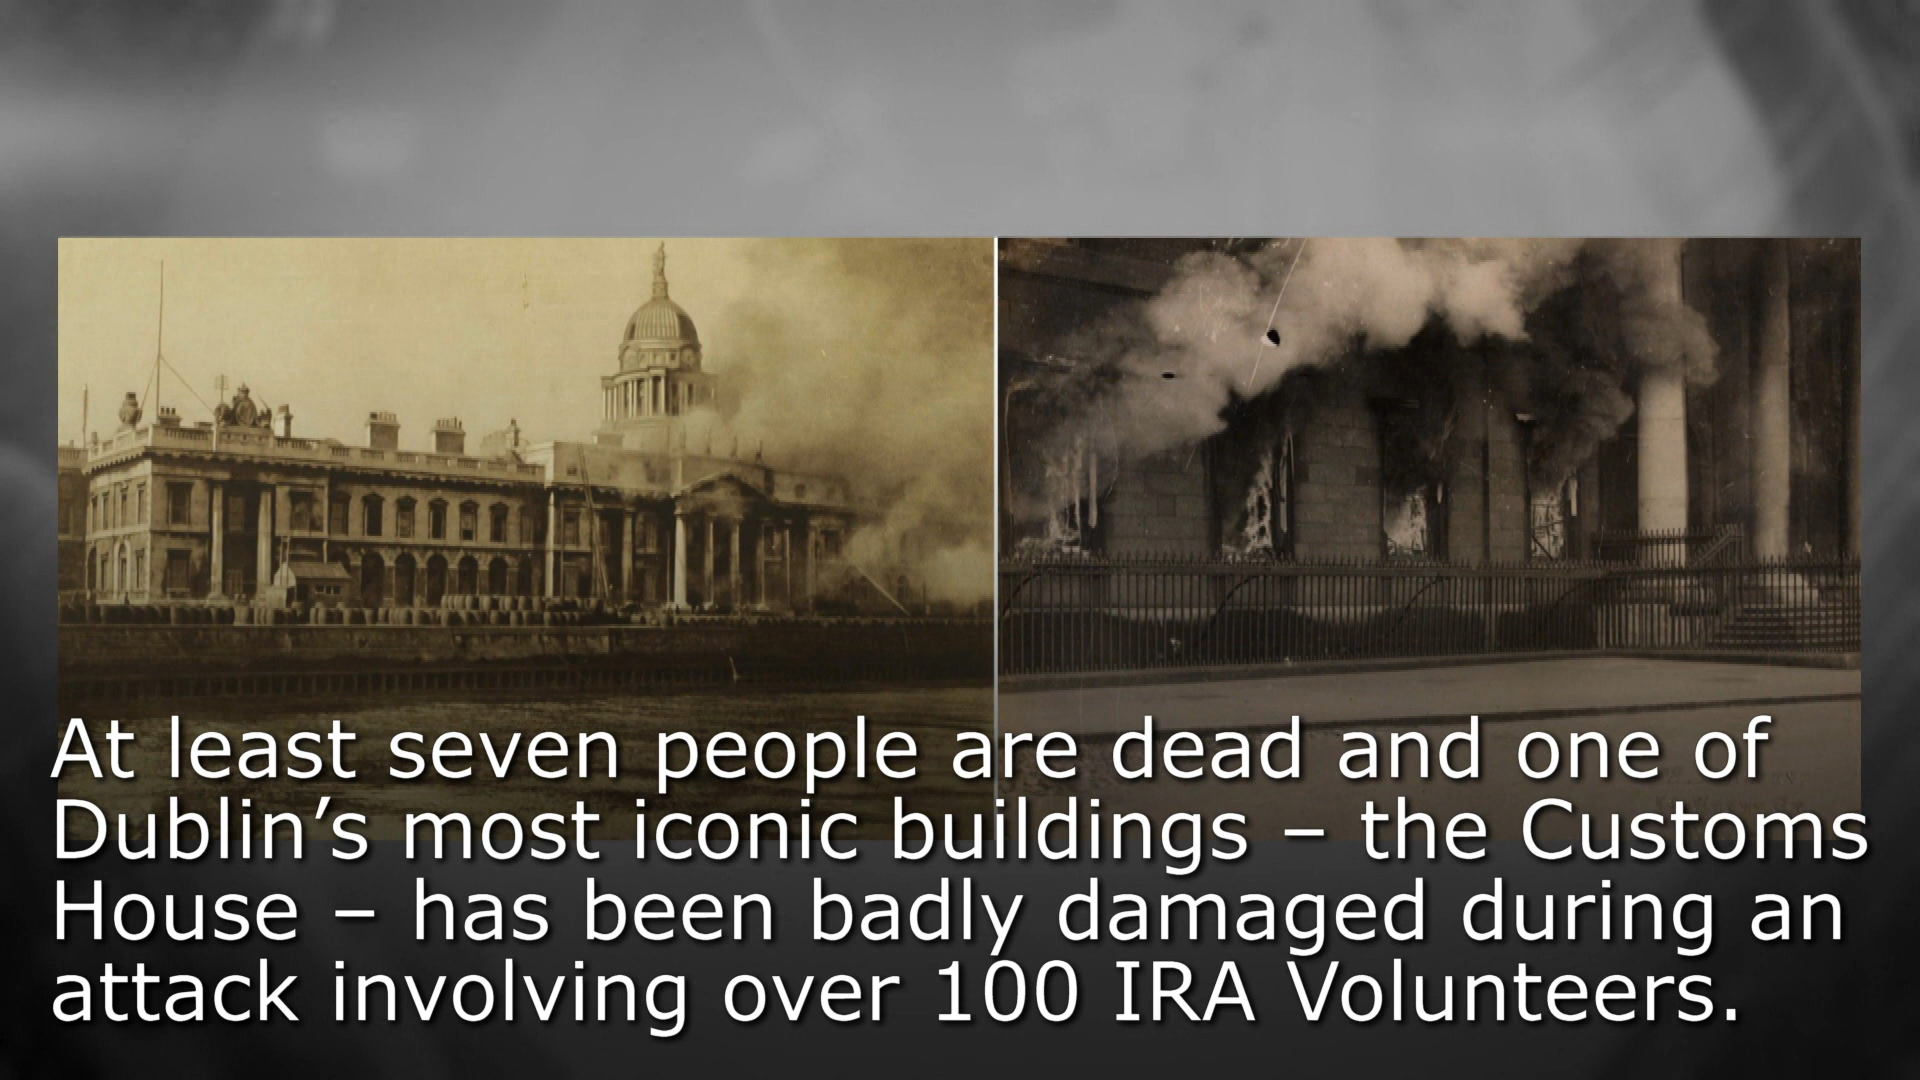 At least seven people are dead and one of
Dublin’s most iconic buildings – the Customs
House – has been badly damaged during an
attack involving over 100 IRA Volunteers.